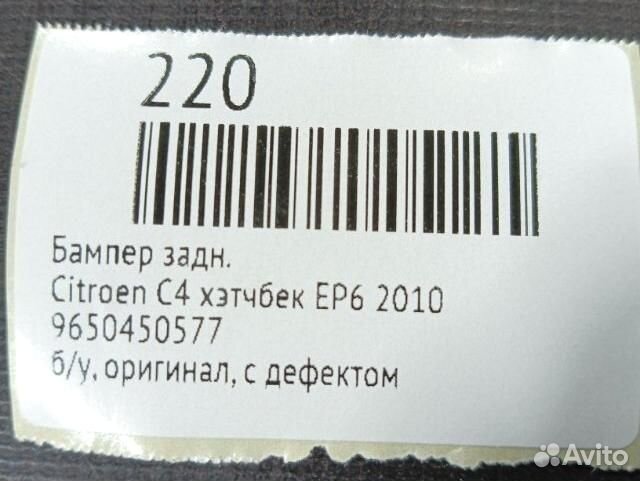 220
Бампер задн.
Citroen C4 хэтчбек EP6 2010
9650450577
б/у, оригинал, с дефектом
Avito